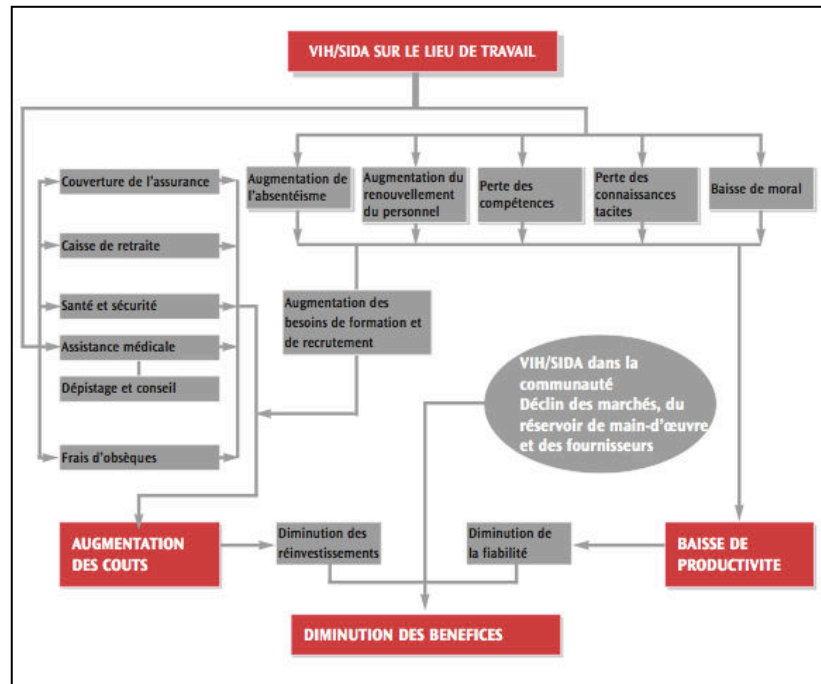 VIH/SIDA SUR LE LIEU DE TRAVAIL
Couverture de l'assurance
Caisse de retraite
Santé et sécurité
Assistance médicale
Dépistage et conseil
Frais d'obsèques
Augmentation de
l'absentéisme
Augmentation du
renouvellement
du personnel
Perte des
compétences
Perte des
connaissances
tacites
Baisse de moral
Augmentation des
besoins de formation et
de recrutement
VIH/SIDA dans la
communauté
Déclin des marchés, du
réservoir de main-d'œuvre
et des fournisseurs
AUGMENTATION
DES COUTS
Diminution des
réinvestissements
Diminution de
la fiabilité
BAISSE DE
PRODUCTIVITE
DIMINUTION DES BENEFICES